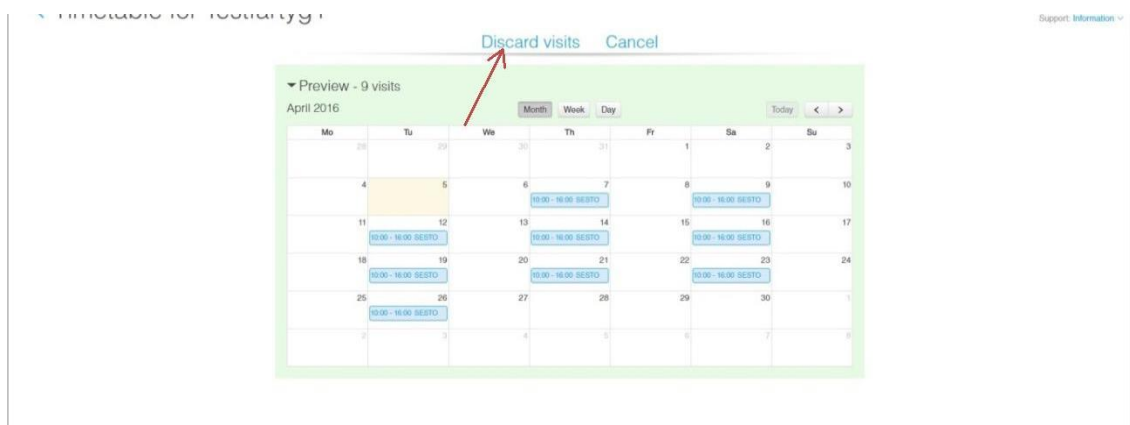 Support: Information
Discard visits Cancel
Preview - 9 visits
April 2016 Month Week Day Today
Mo Tu We Th Fr Sa Su
28 29 30 31 1 2 3
4 5 6 7 8 9 10
10:00 - 16:00 SESTO 10:00 - 16:00 SESTO
11 12 13 14 15 16 17
10:00 - 16:00 SESTO 10:00 - 16:00 SESTO 10:00 - 16:00 SESTO
18 19 20 21 22 23 24
10:00 - 16:00 SESTO 10:00 - 16:00 SESTO 10:00 - 16:00 SESTO
25 26 27 28 29 30 1
10:00 - 16:00 SESTO
2 3 4 5 6 7 8